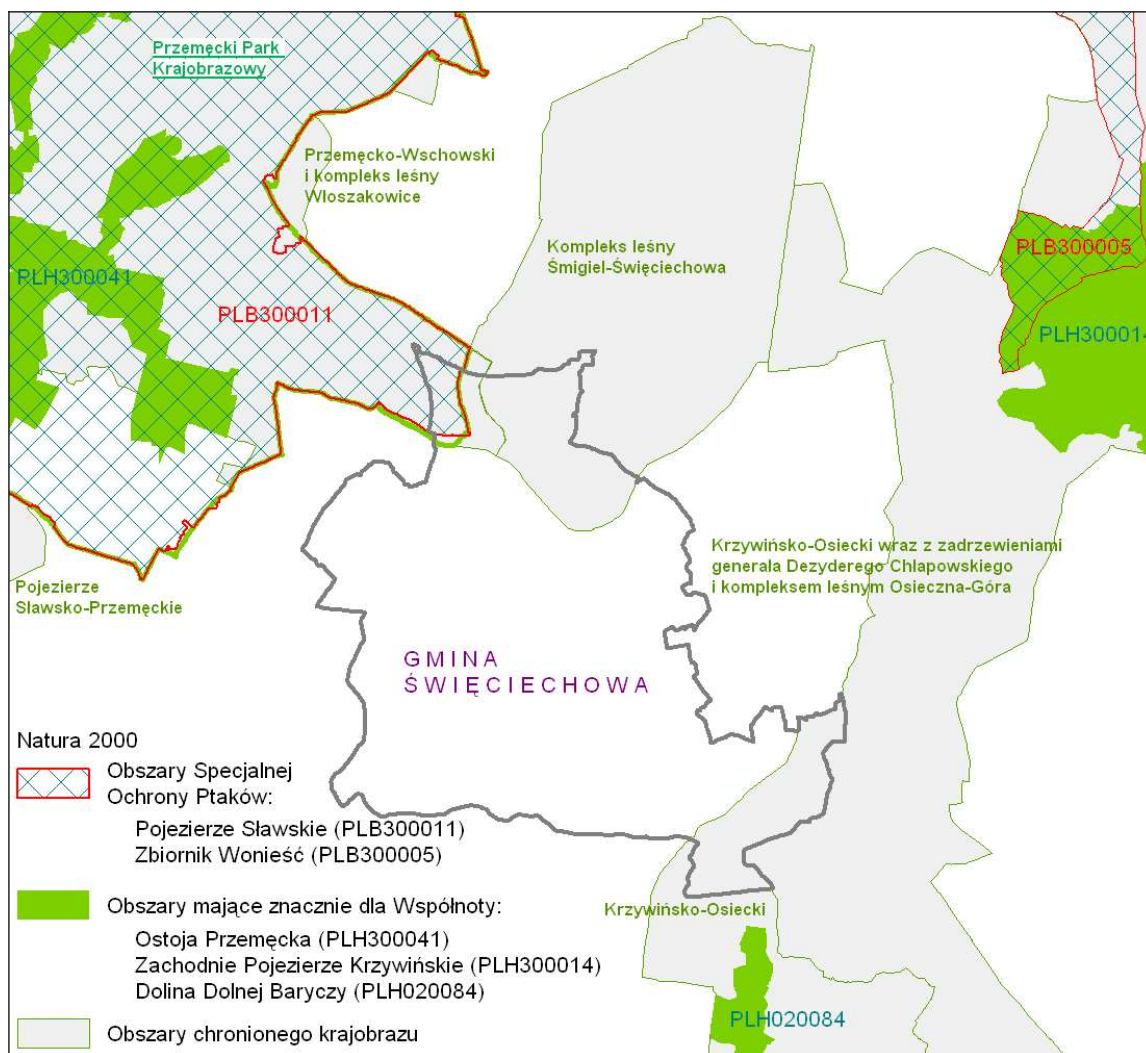 Przemęcki Park
Krajobrazowy
Przemęcko-Wschowski
i kompleks leśny
Włoszakowice
Kompleks leśny
Śmigiel-Święciechowa
PLH300041
PLB300011
PLB300005
PLH300014
Pojezierze
Sławsko-Przemęckie
Krzywińsko-Osiecki wraz z zadrzewieniami
generała Dezyderego Chłapowskiego
i kompleksem leśnym Osieczna-Góra
GMINA
ŚWIĘCIECHOWA
Natura 2000
Obszary Specjalnej
Ochrony Ptaków:
Pojezierze Sławskie (PLB300011)
Zbiornik Wonieść (PLB300005)
Obszary mające znacznie dla Wspólnoty:
Ostoja Przemęcka (PLH300041)
Zachodnie Pojezierze Krzywińskie (PLH300014)
Dolina Dolnej Baryczy (PLH020084)
Obszary chronionego krajobrazu
Krzywińsko-Osiecki
PLH020084